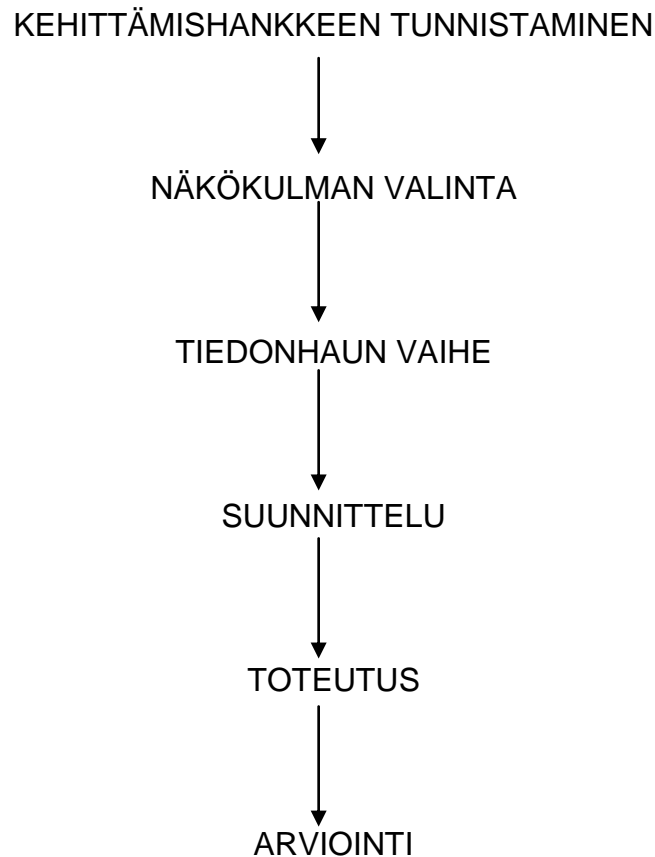 KEHITTÄMISHANKKEEN TUNNISTAMINEN
NÄKÖKULMAN VALINTA
TIEDONHAUN VAIHE
SUUNNITTELU
TOTEUTUS
ARVIOINTI